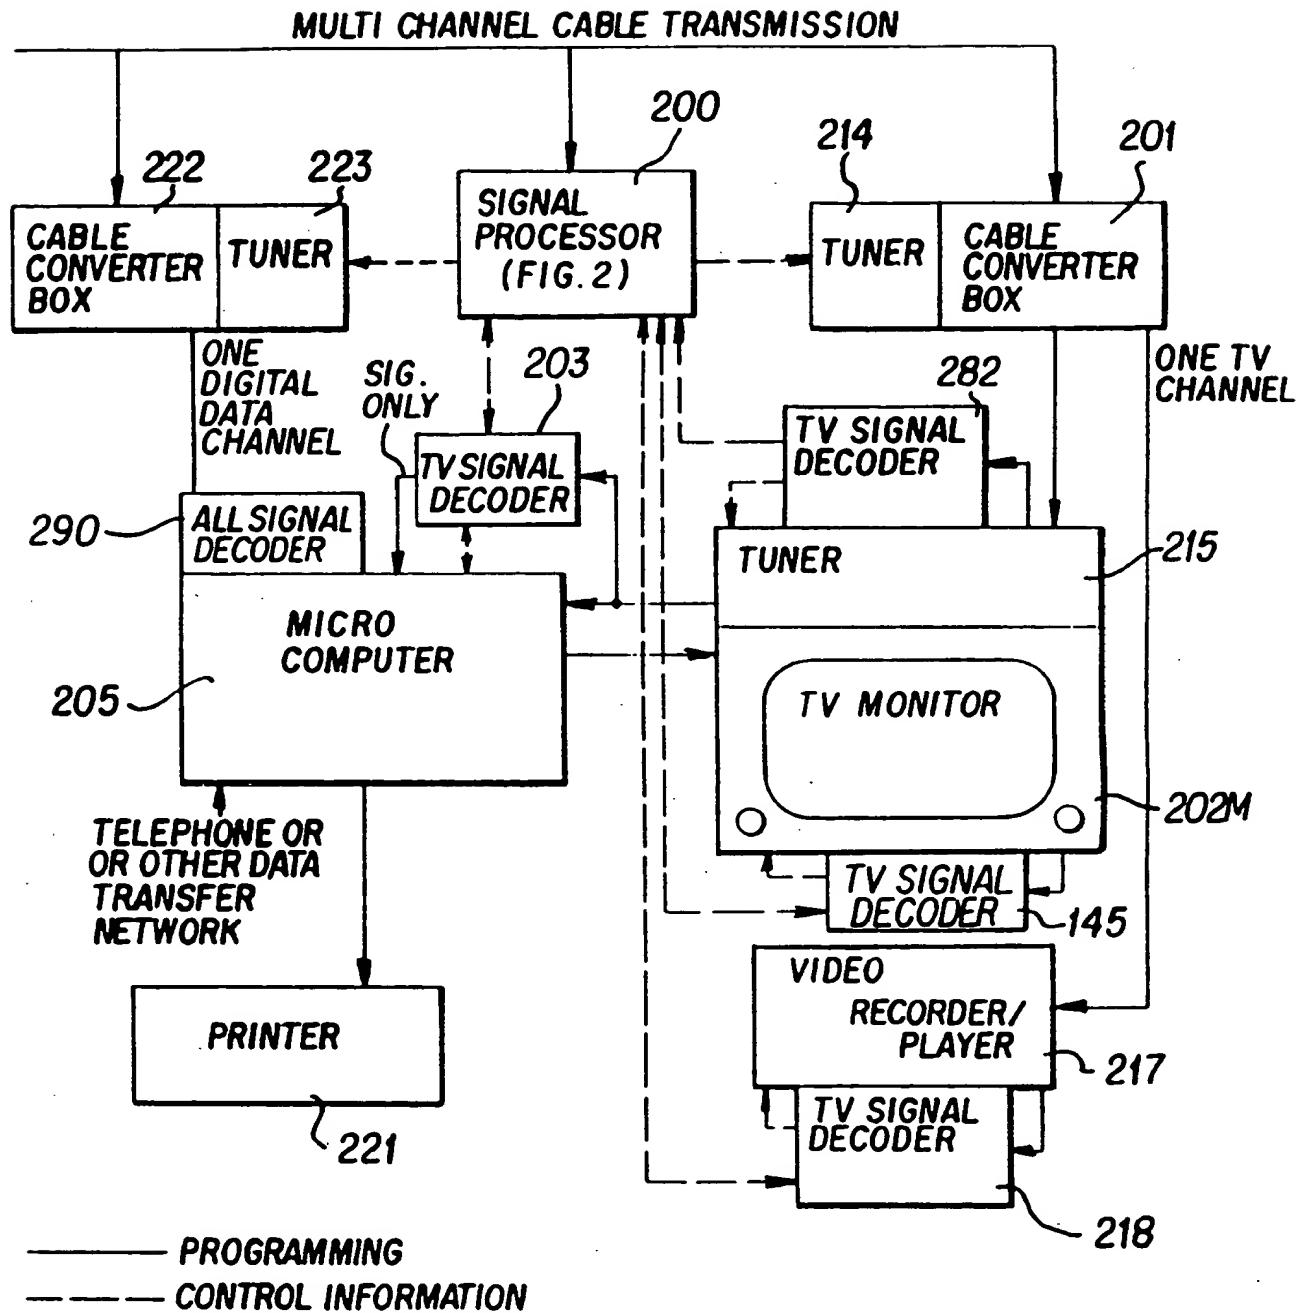 MULTI CHANNEL CABLE TRANSMISSION
200
214
201
222
223
CABLE
CONVERTER
BOX
TUNER
SIGNAL
PROCESSOR
(FIG. 2)
TUNER
CABLE
CONVERTER
BOX
ONE
DIGITAL
DATA
CHANNEL
SIG.
ONLY
203
282
ONE TV
CHANNEL
TV SIGNAL
DECODER
TV SIGNAL
DECODER
290
ALL SIGNAL
DECODER
TUNER
215
MICRO
COMPUTER
205
TV MONITOR
202M
TELEPHONE OR
OR OTHER DATA
TRANSFER
NETWORK
TV SIGNAL
DECODER
145
VIDEO
RECORDER/
PLAYER
217
PRINTER
221
TV SIGNAL
DECODER
218
PROGRAMMING
CONTROL INFORMATION